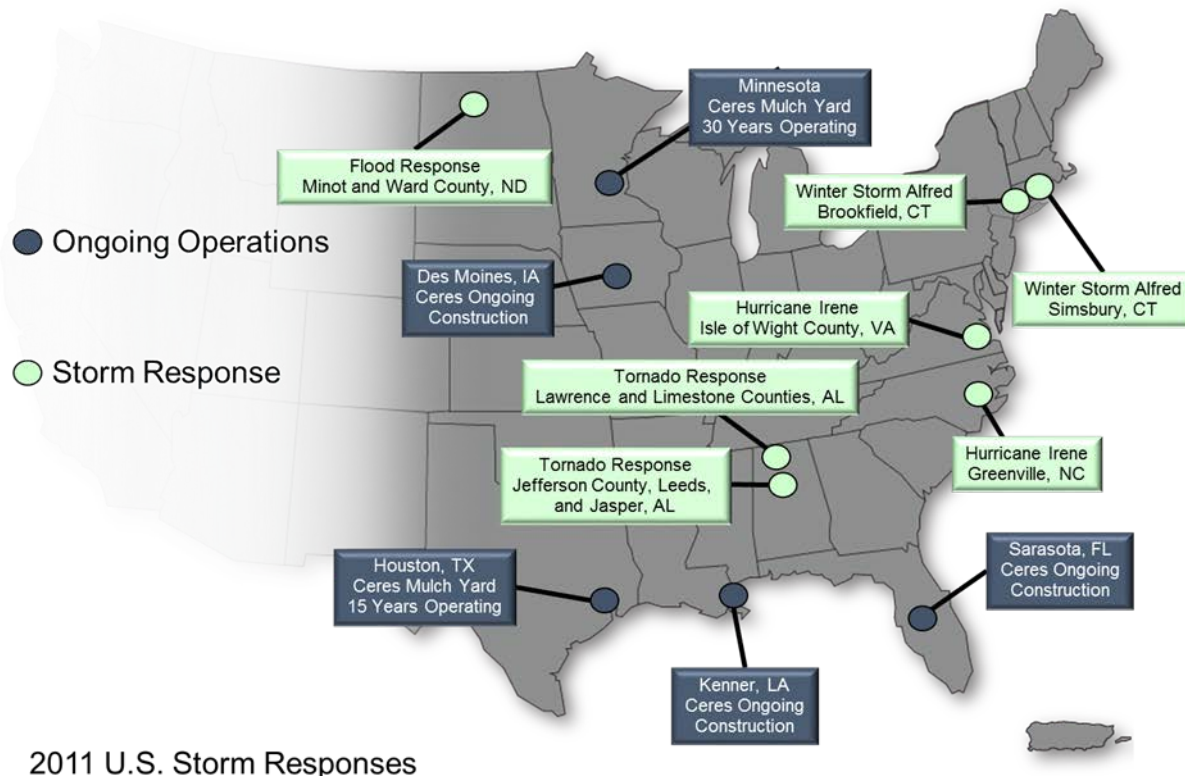 Minnesota
Ceres Mulch Yard
30 Years Operating
Flood Response
Minot and Ward County, ND
Winter Storm Alfred
Brookfield, CT
Ongoing Operations
Des Moines, IA
Ceres Ongoing
Construction
Winter Storm Alfred
Simsbury, CT
Hurricane Irene
Isle of Wight County, VA
Storm Response
Tornado Response
Lawrence and Limestone Counties, AL
Hurricane Irene
Greenville, NC
Tornado Response
Jefferson County, Leeds,
and Jasper, AL
Houston, TX
Ceres Mulch Yard
15 Years Operating
Sarasota, FL
Ceres Ongoing
Construction
Kenner, LA
Ceres Ongoing
Construction
2011 U.S. Storm Responses